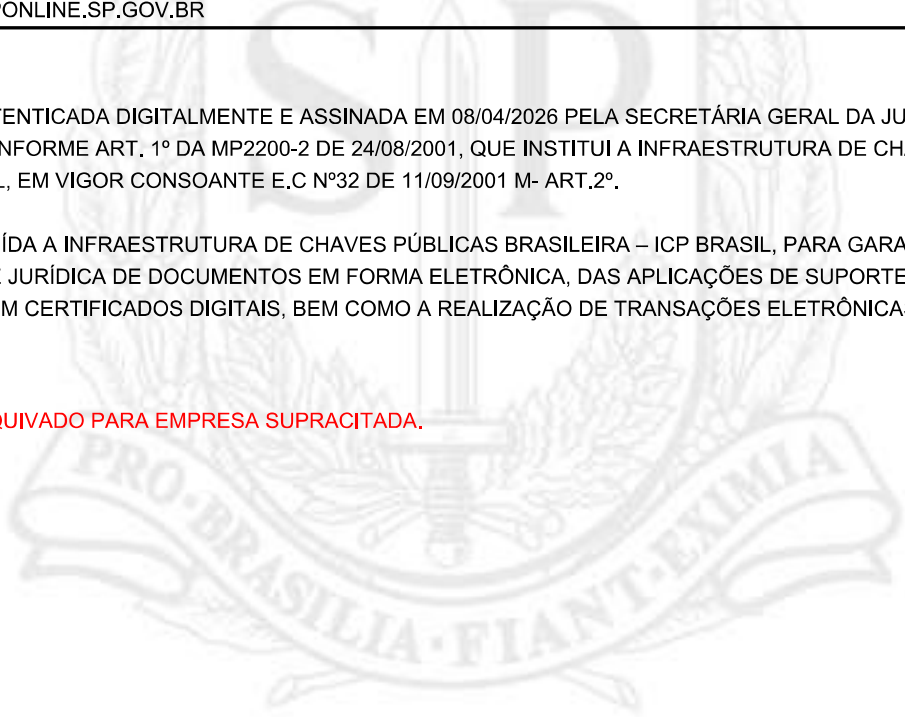 PONLINE.SP.GOV.BR
TENTICADA DIGITALMENTE E ASSINADA EM 08/04/2026 PELA SECRETÁRIA GERAL DA JU
NFORME ART. 1º DA MP2200-2 DE 24/08/2001, QUE INSTITUI A INFRAESTRUTURA DE CHA
L, EM VIGOR CONSOANTE E.C Nº32 DE 11/09/2001 M- ART.2º.
ÍDA A INFRAESTRUTURA DE CHAVES PÚBLICAS BRASILEIRA – ICP BRASIL, PARA GARA
E JURÍDICA DE DOCUMENTOS EM FORMA ELETRÔNICA, DAS APLICAÇÕES DE SUPORTE
M CERTIFICADOS DIGITAIS, BEM COMO A REALIZAÇÃO DE TRANSAÇÕES ELETRÔNICA
QUIVADO PARA EMPRESA SUPRACITADA.
SP
PRO·BRASILIA·FIANT·EXIMIA